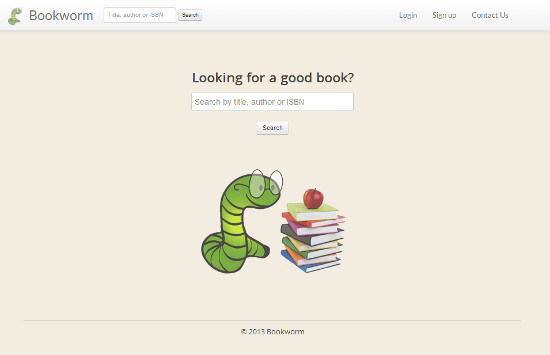 Bookworm
Title, author or ISBN
Search
Login
Sign up
Contact Us
Looking for a good book?
Search by title, author or ISBN
Search
© 2013 Bookworm